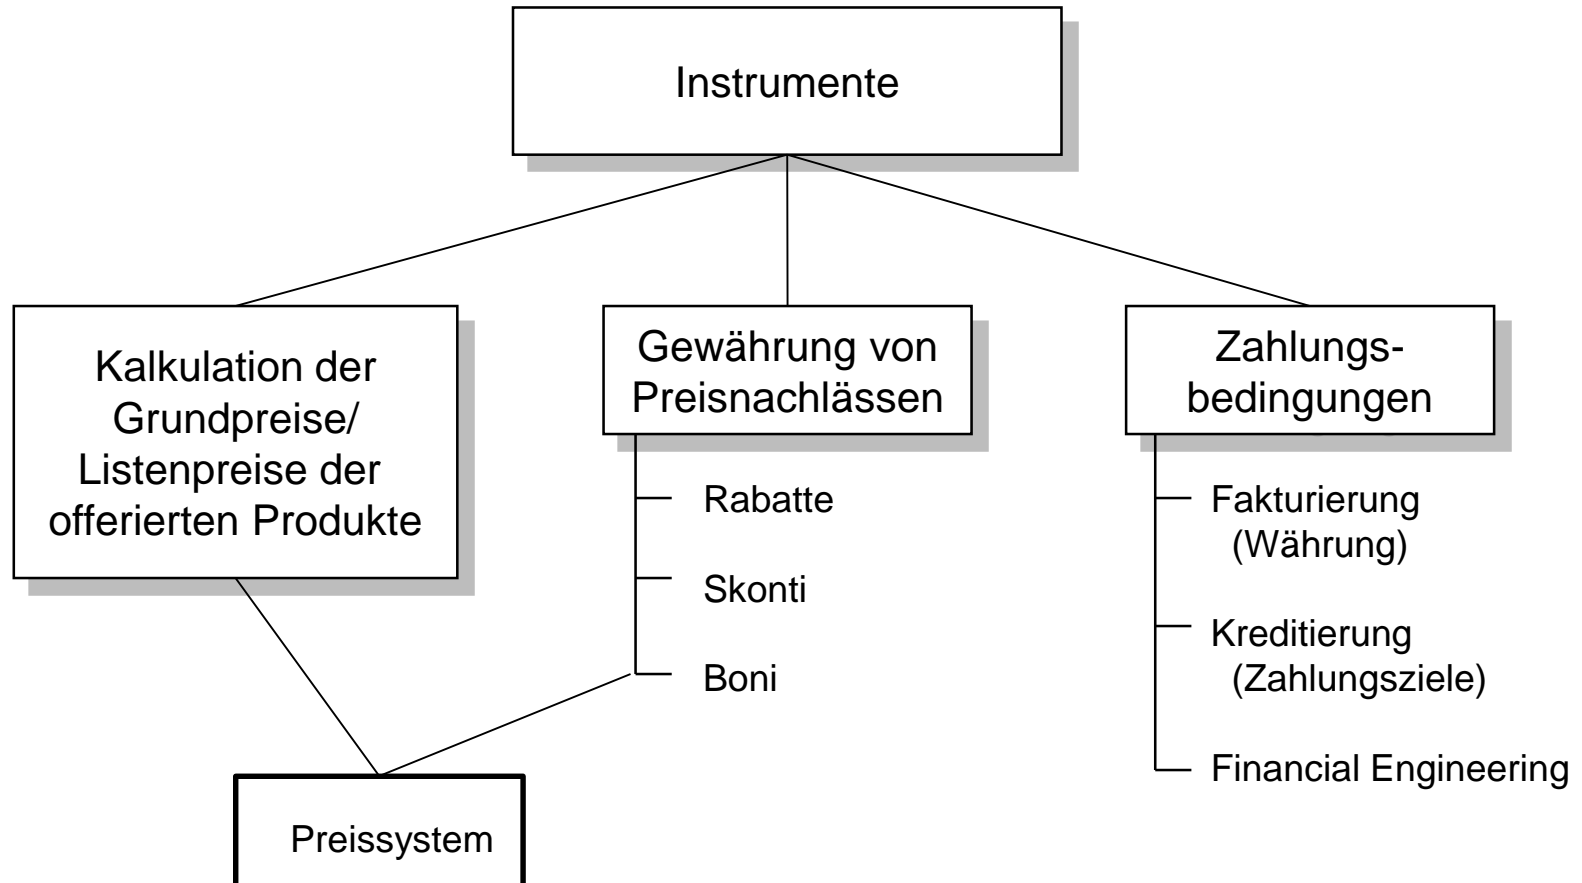 Instrumente
Kalkulation der
Grundpreise/
Listenpreise der
offerierten Produkte
Gewährung von
Preisnachlässen
Rabatte
Skonti
Boni
Zahlungs-
bedingungen
Fakturierung
(Währung)
Kreditierung
(Zahlungsziele)
Financial Engineering
Preissystem